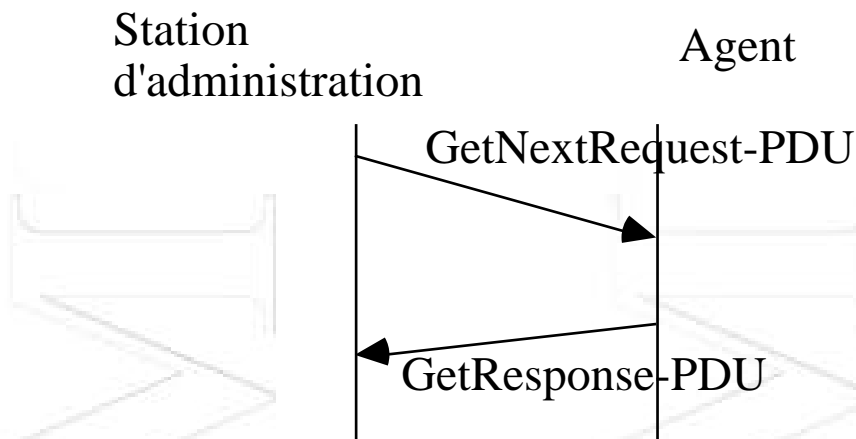 Station
d'administration
Agent
GetNextRequest-PDU
GetResponse-PDU